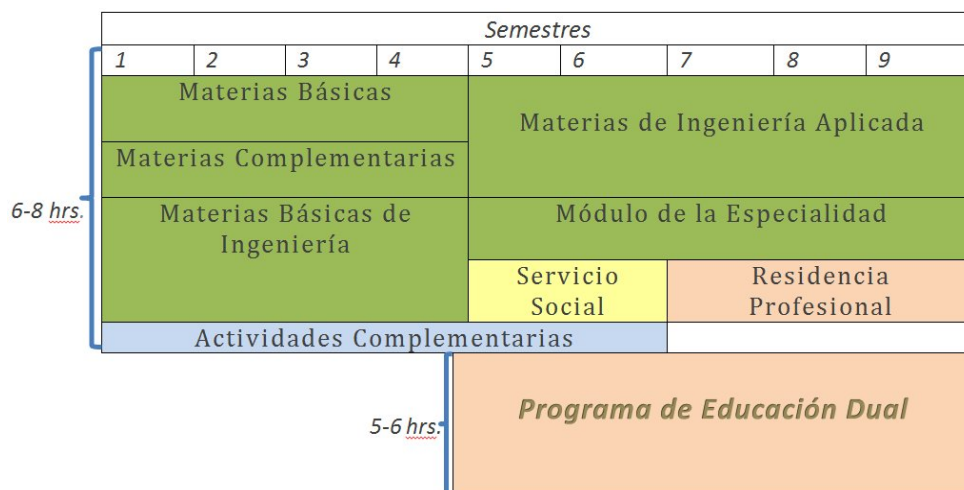 Semestres
1 2 3 4 5 6 7 8 9
Materias Básicas
Materias de Ingeniería Aplicada
Materias Complementarias
6-8 hrs.
Materias Básicas de
Ingeniería
Módulo de la Especialidad
Servicio
Social
Residencia
Profesional
Actividades Complementarias
5-6 hrs.
Programa de Educación Dual